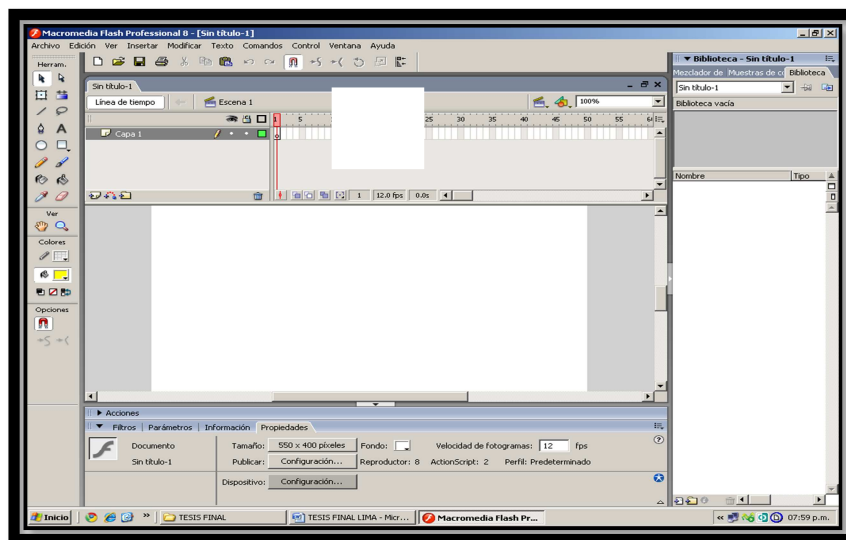 Macromedia Flash Professional 8 - [Sin título-1]
Archivo Edición Ver Insertar Modificar Texto Comandos Control Ventana Ayuda
Herram.
Biblioteca - Sin título-1
Mezclador de Muestras de co Biblioteca
Sin título-1
Sin título-1
Línea de tiempo Escena 1 100%
Biblioteca vacía
1 5 25 30 35 40 45 50 55 6
Capa 1
Nombre Tipo
1 12.0 fps 0.0s
Ver
Colores
Opciones
Acciones
Filtros Parámetros Información Propiedades
Documento Tamaño: 550 x 400 píxeles Fondo: Velocidad de fotogramas: 12 fps
Sin título-1 Publicar: Configuración... Reproductor: 8 ActionScript: 2 Perfil: Predeterminado
Dispositivo: Configuración...
Inicio TESIS FINAL TESIS FINAL LIMA - Micr... Macromedia Flash Pr... 07:59 p.m.